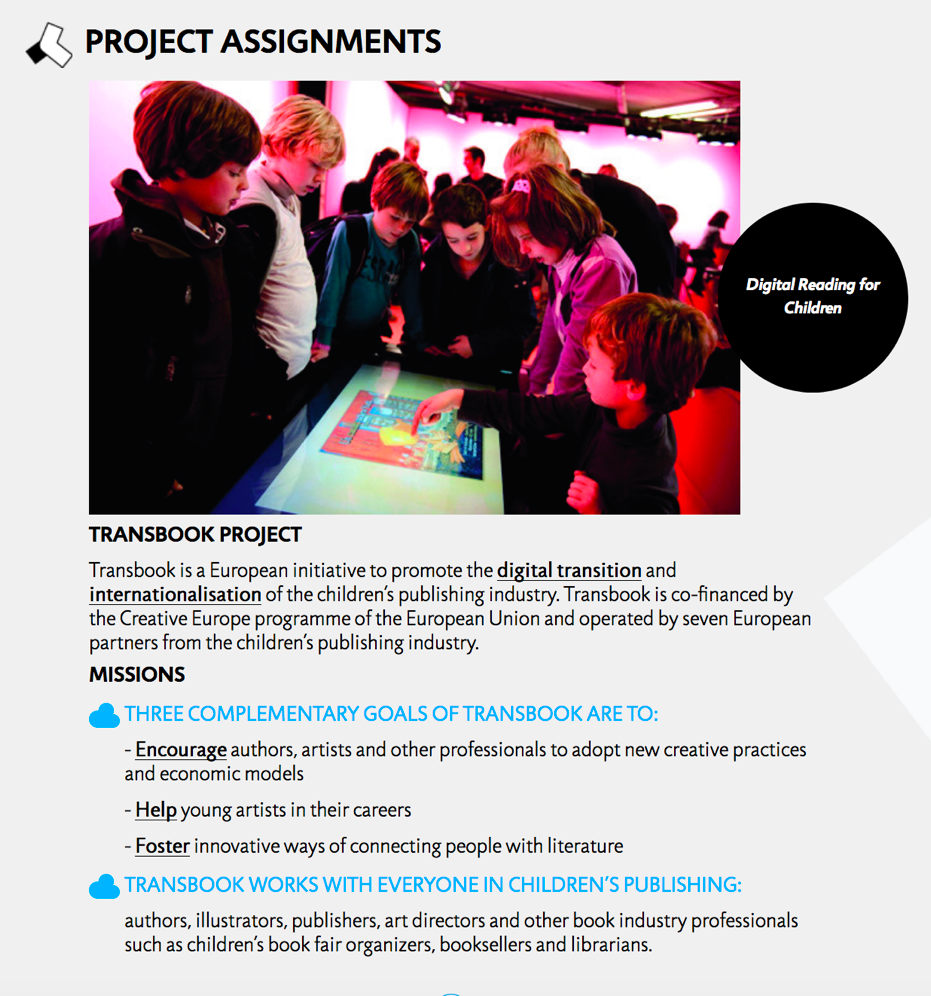 PROJECT ASSIGNMENTS
Digital Reading for
Children
TRANSBOOK PROJECT
Transbook is a European initiative to promote the digital transition and
internationalisation of the children’s publishing industry. Transbook is co-financed by
the Creative Europe programme of the European Union and operated by seven European
partners from the children’s publishing industry.
MISSIONS
THREE COMPLEMENTARY GOALS OF TRANSBOOK ARE TO:
- Encourage authors, artists and other professionals to adopt new creative practices
and economic models
- Help young artists in their careers
- Foster innovative ways of connecting people with literature
TRANSBOOK WORKS WITH EVERYONE IN CHILDREN’S PUBLISHING:
authors, illustrators, publishers, art directors and other book industry professionals
such as children’s book fair organizers, booksellers and librarians.